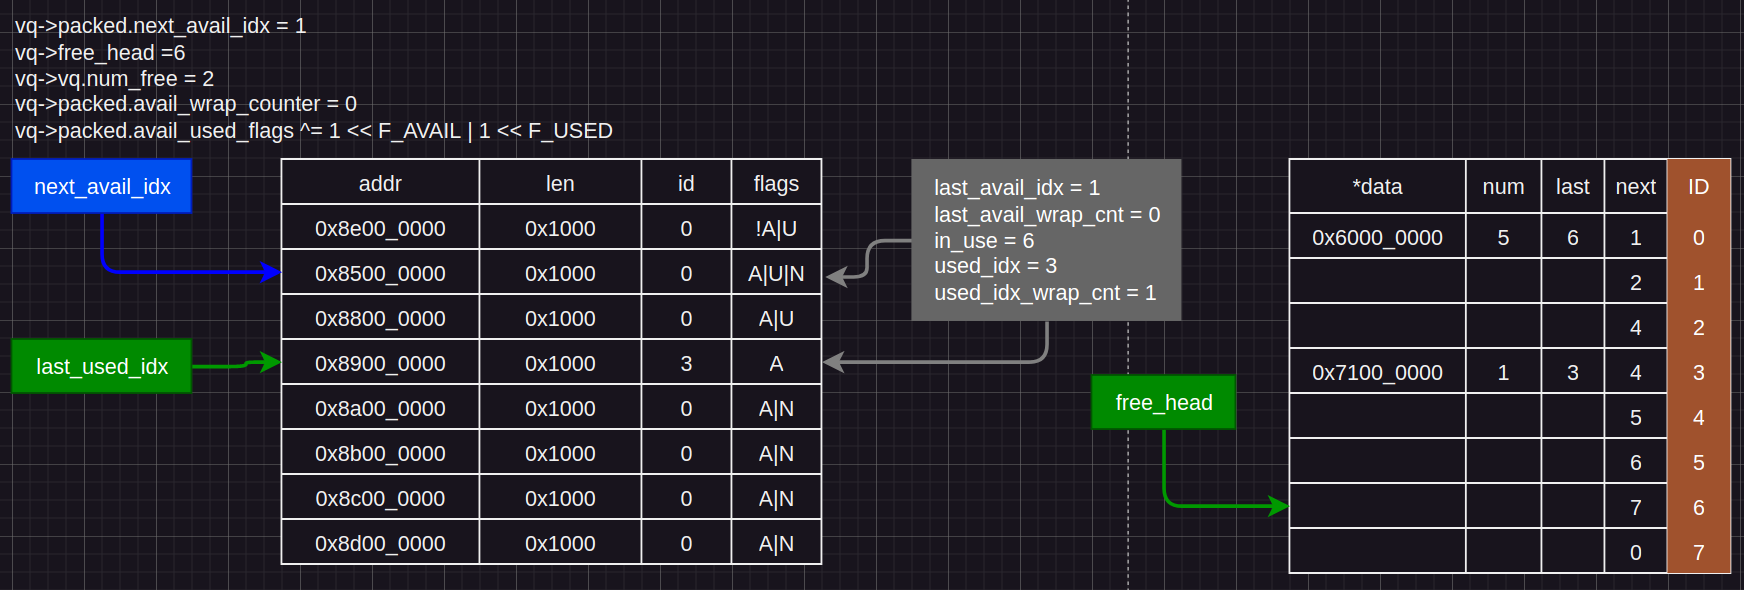 vq->packed.next_avail_idx = 1
vq->free_head =6
vq->vq.num_free = 2
vq->packed.avail_wrap_counter = 0
vq->packed.avail_used_flags ^= 1 << F_AVAIL | 1 << F_USED
next_avail_idx
last_used_idx
addr len id flags
0x8e00_0000 0x1000 0 !A|U
0x8500_0000 0x1000 0 A|U|N
0x8800_0000 0x1000 0 A|U
0x8900_0000 0x1000 3 A
0x8a00_0000 0x1000 0 A|N
0x8b00_0000 0x1000 0 A|N
0x8c00_0000 0x1000 0 A|N
0x8d00_0000 0x1000 0 A|N
last_avail_idx = 1
last_avail_wrap_cnt = 0
in_use = 6
used_idx = 3
used_idx_wrap_cnt = 1
free_head
*data num last next ID
0x6000_0000 5 6 1 0
2 1
4 2
0x7100_0000 1 3 4 3
5 4
6 5
7 6
0 7